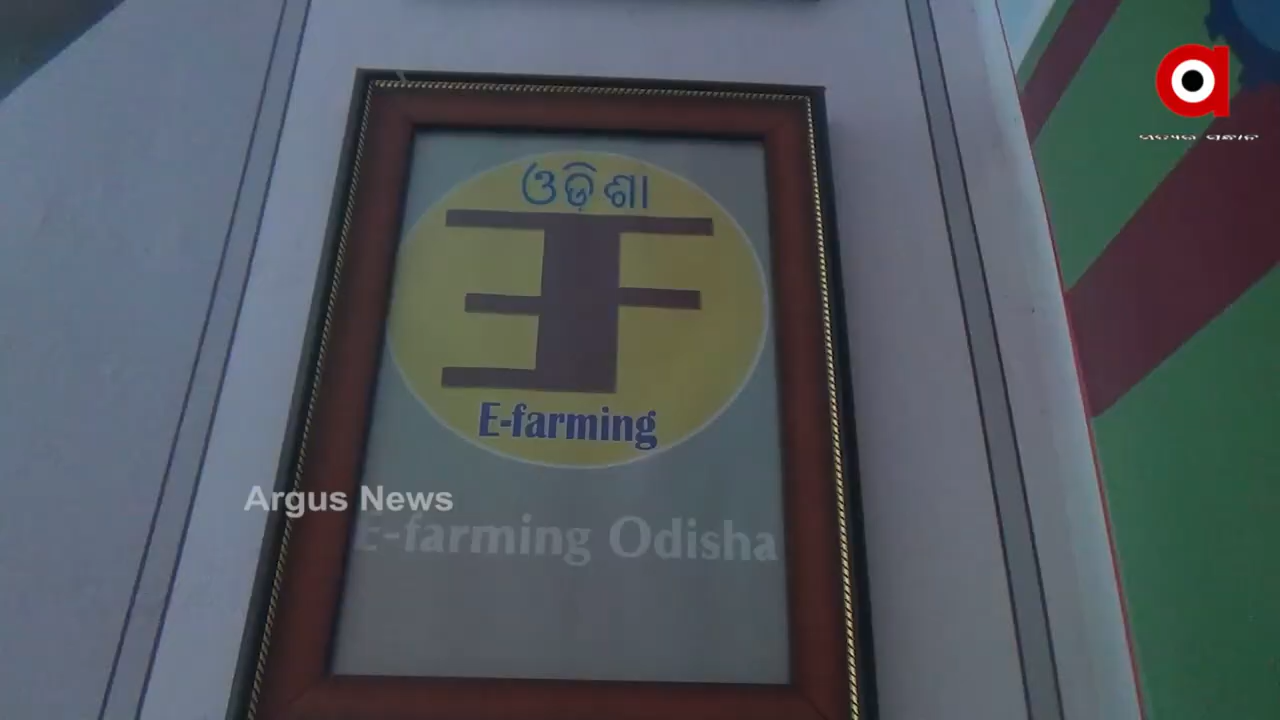 ଓଡ଼ିଶା
E-farming
Argus News
E-farming Odisha